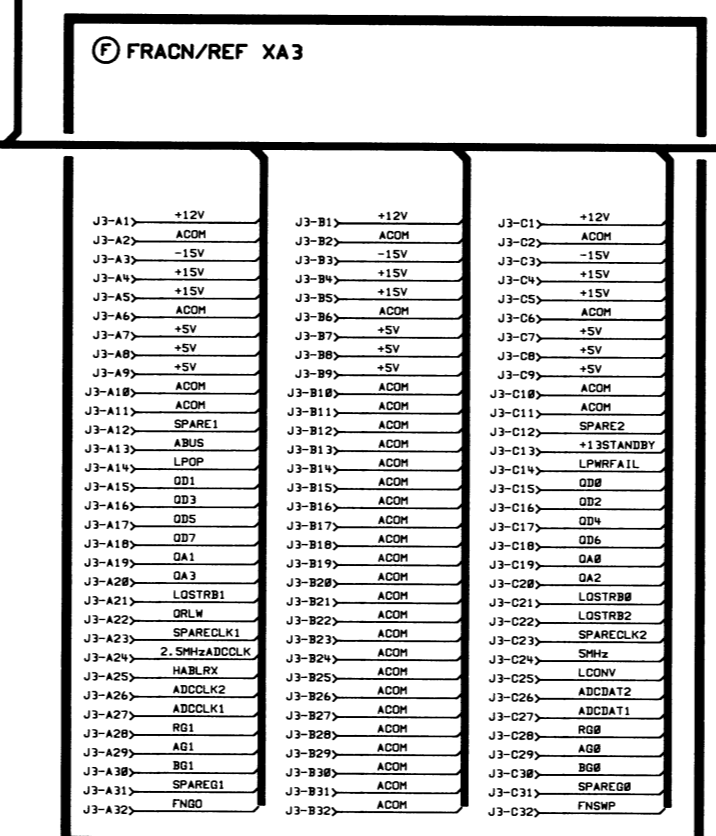 F FRACN/REF XA3
J3-A1 +12V J3-B1 +12V J3-C1 +12V
J3-A2 ACOM J3-B2 ACOM J3-C2 ACOM
J3-A3 -15V J3-B3 -15V J3-C3 -15V
J3-A4 +15V J3-B4 +15V J3-C4 +15V
J3-A5 +15V J3-B5 +15V J3-C5 +15V
J3-A6 ACOM J3-B6 ACOM J3-C6 ACOM
J3-A7 +5V J3-B7 +5V J3-C7 +5V
J3-A8 +5V J3-B8 +5V J3-C8 +5V
J3-A9 +5V J3-B9 +5V J3-C9 +5V
J3-A10 ACOM J3-B10 ACOM J3-C10 ACOM
J3-A11 ACOM J3-B11 ACOM J3-C11 ACOM
J3-A12 SPARE1 J3-B12 ACOM J3-C12 SPARE2
J3-A13 ABUS J3-B13 ACOM J3-C13 +13STANDBY
J3-A14 LPOP J3-B14 ACOM J3-C14 LPWRFAIL
J3-A15 QD1 J3-B15 ACOM J3-C15 QD0
J3-A16 QD3 J3-B16 ACOM J3-C16 QD2
J3-A17 QD5 J3-B17 ACOM J3-C17 QD4
J3-A18 QD7 J3-B18 ACOM J3-C18 QD6
J3-A19 QA1 J3-B19 ACOM J3-C19 QA0
J3-A20 QA3 J3-B20 ACOM J3-C20 QA2
J3-A21 LQSTRB1 J3-B21 ACOM J3-C21 LQSTRB0
J3-A22 QRLW J3-B22 ACOM J3-C22 LQSTRB2
J3-A23 SPARECLK1 J3-B23 ACOM J3-C23 SPARECLK2
J3-A24 2.5MHzADCCLK J3-B24 ACOM J3-C24 5MHz
J3-A25 HABLRX J3-B25 ACOM J3-C25 LCONV
J3-A26 ADCCLK2 J3-B26 ACOM J3-C26 ADCDAT2
J3-A27 ADCCLK1 J3-B27 ACOM J3-C27 ADCDAT1
J3-A28 RG1 J3-B28 ACOM J3-C28 RG0
J3-A29 AG1 J3-B29 ACOM J3-C29 AG0
J3-A30 BG1 J3-B30 ACOM J3-C30 BG0
J3-A31 SPAREG1 J3-B31 ACOM J3-C31 SPAREG0
J3-A32 FNGO J3-B32 ACOM J3-C32 FNSWP